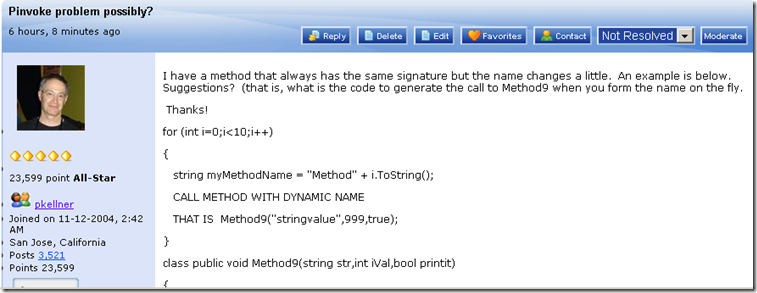 Pinvoke problem possibly?
6 hours, 8 minutes ago
Reply
Delete
Edit
Favorites
Contact
Not Resolved
Moderate
23,599 point All-Star
pkellner
Joined on 11-12-2004, 2:42
AM
San Jose, California
Posts 3,521
Points 23,599
I have a method that always has the same signature but the name changes a little.  An example is below.
Suggestions?  (that is, what is the code to generate the call to Method9 when you form the name on the fly.
Thanks!
for (int i=0;i<10;i++)
{
string myMethodName = "Method" + i.ToString();
CALL METHOD WITH DYNAMIC NAME
THAT IS  Method9("stringvalue",999,true);
}
class public void Method9(string str,int iVal,bool printit)
{